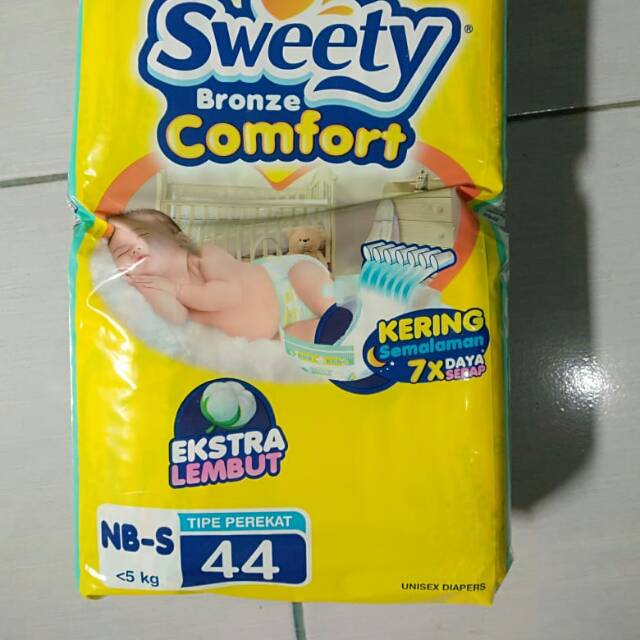 Sweety®
Bronze
Comfort
KERING
Semalaman
7X DAYA
SERAP
EKSTRA
LEMBUT
NB-S
<5 kg
TIPE PEREKAT
44
UNISEX DIAPERS